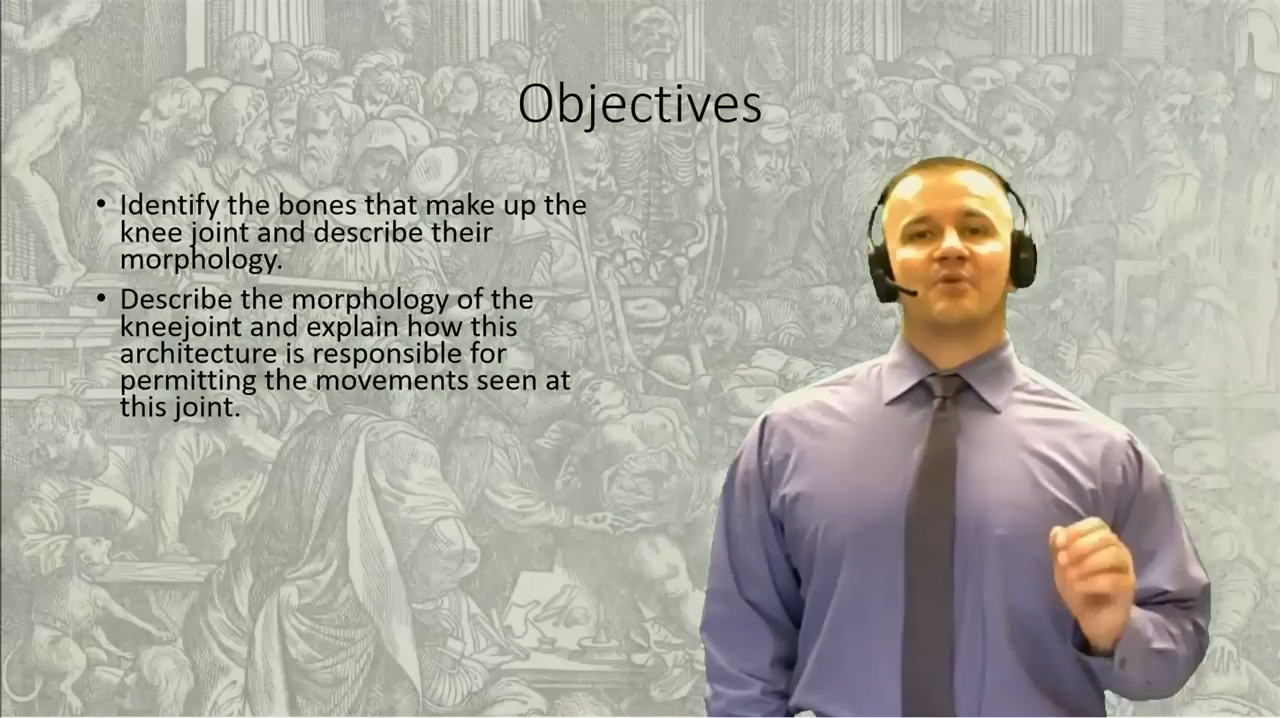 Objectives
• Identify the bones that make up the
knee joint and describe their
morphology.
• Describe the morphology of the
kneejoint and explain how this
architecture is responsible for
permitting the movements seen at
this joint.